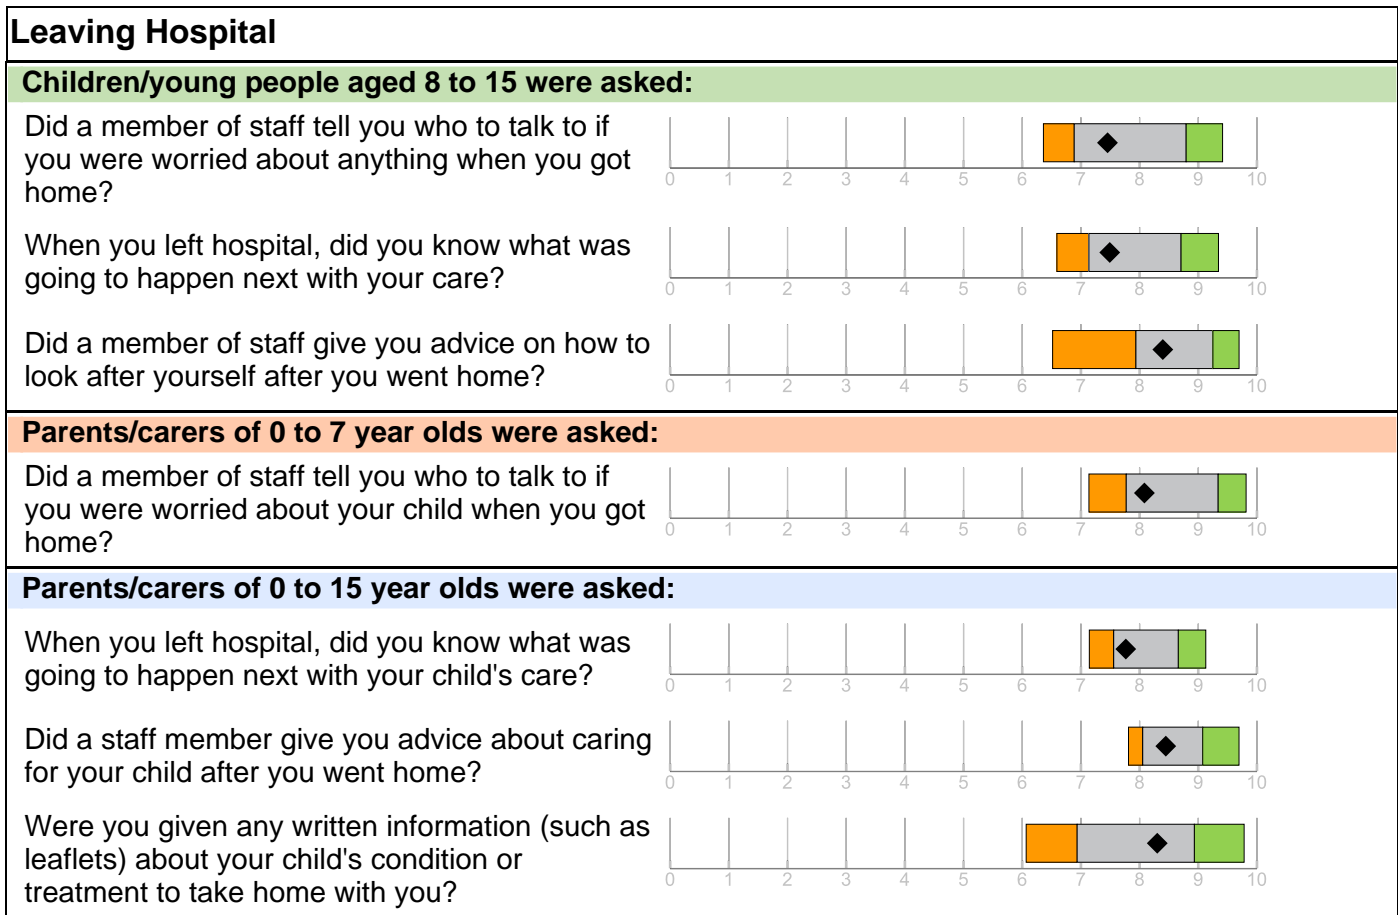 Leaving Hospital
Children/young people aged 8 to 15 were asked:
Did a member of staff tell you who to talk to if
you were worried about anything when you got
home?
0 1 2 3 4 5 6 7 8 9 10
When you left hospital, did you know what was
going to happen next with your care?
0 1 2 3 4 5 6 7 8 9 10
Did a member of staff give you advice on how to
look after yourself after you went home?
0 1 2 3 4 5 6 7 8 9 10
Parents/carers of 0 to 7 year olds were asked:
Did a member of staff tell you who to talk to if
you were worried about your child when you got
home?
0 1 2 3 4 5 6 7 8 9 10
Parents/carers of 0 to 15 year olds were asked:
When you left hospital, did you know what was
going to happen next with your child's care?
0 1 2 3 4 5 6 7 8 9 10
Did a staff member give you advice about caring
for your child after you went home?
0 1 2 3 4 5 6 7 8 9 10
Were you given any written information (such as
leaflets) about your child's condition or
treatment to take home with you?
0 1 2 3 4 5 6 7 8 9 10